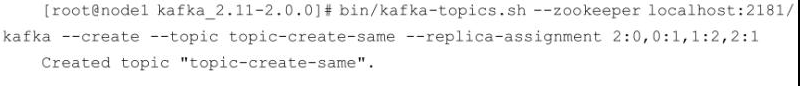 [root@node1 kafka_2.11-2.0.0]# bin/kafka-topics.sh --zookeeper localhost:2181/
kafka --create --topic topic-create-same --replica-assignment 2:0,0:1,1:2,2:1
Created topic "topic-create-same".